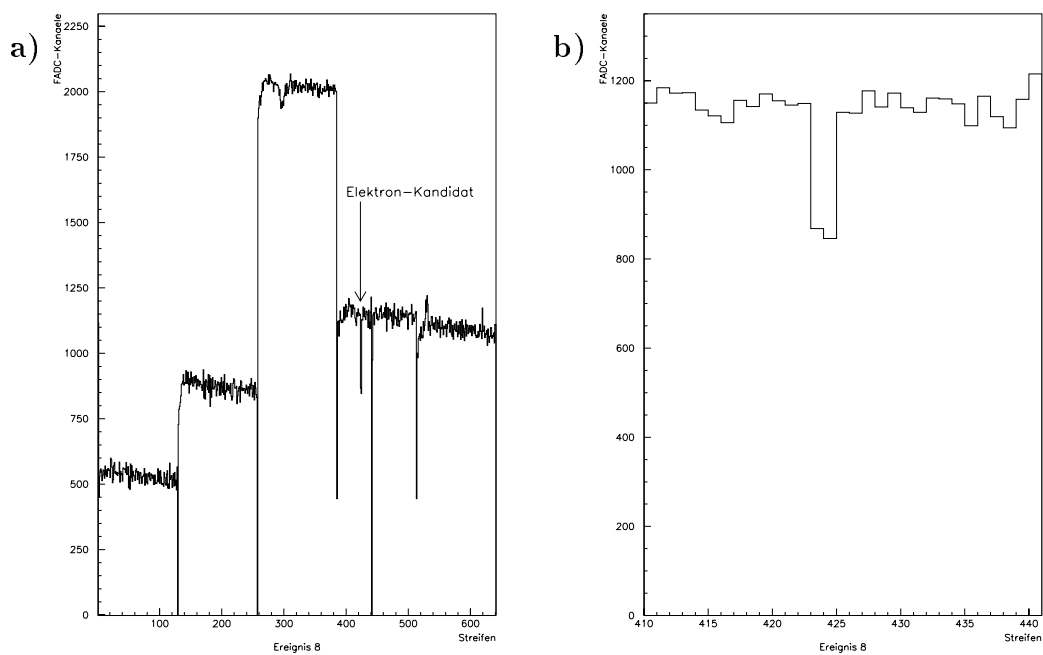 a)
FADC-Kanaele
2250
2000
1750
1500
1250
1000
750
500
250
0
Elektron-Kandidat
100 200 300 400 500 600
Streifen
Ereignis 8
b)
FADC-Kanaele
1200
1000
800
600
400
200
0
410 415 420 425 430 435 440
Streifen
Ereignis 8